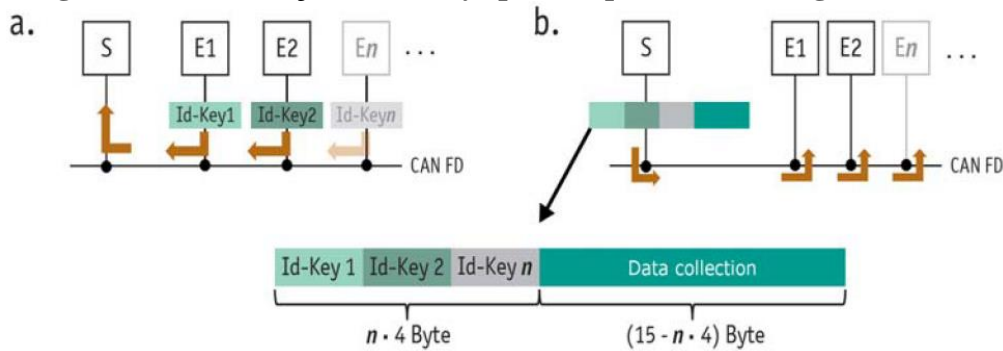 a.
S
E1
E2
En
...
Id-Key1
Id-Key2
Id-Keyn
CAN FD
b.
S
E1
E2
En
...
CAN FD
Id-Key 1
Id-Key 2
Id-Key n
Data collection
n · 4 Byte
(15 - n · 4) Byte